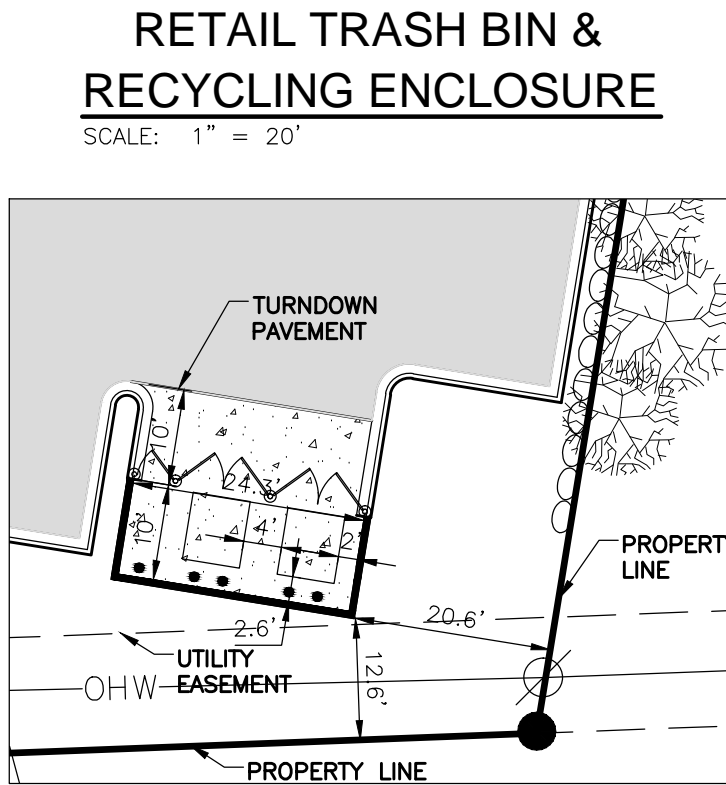 RETAIL TRASH BIN &
RECYCLING ENCLOSURE
SCALE: 1" = 20'
TURNDOWN
PAVEMENT
10'
24.3'
10'
4'
2'
PROPERTY
LINE
2.6'
20.6'
UTILITY
EASEMENT
OHW
12.6'
PROPERTY LINE